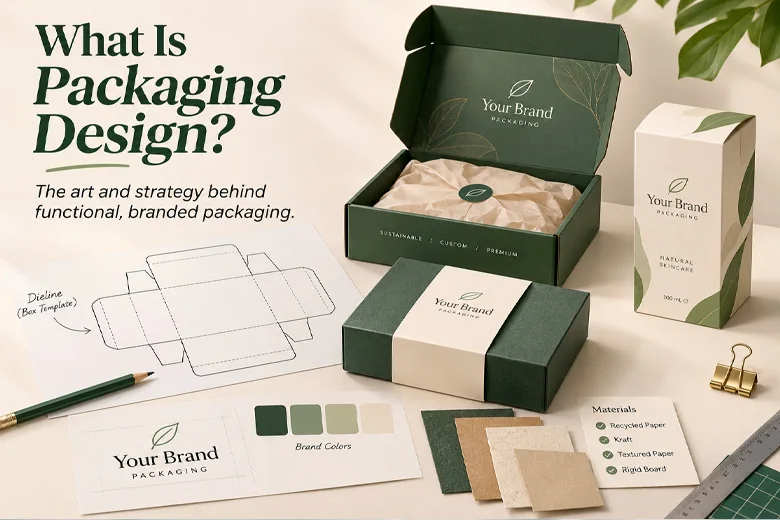 What Is
Packaging
Design?
The art and strategy behind
functional, branded packaging.
Your Brand
PACKAGING
SUSTAINABLE / CUSTOM / PREMIUM
Your Brand
PACKAGING
NATURAL
SKINCARE
100 mL
Your Brand
PACKAGING
Dieline
(Box Template)
Your Brand
PACKAGING
Brand Colors
Materials
Recycled Paper
Kraft
Textured Paper
Rigid Board